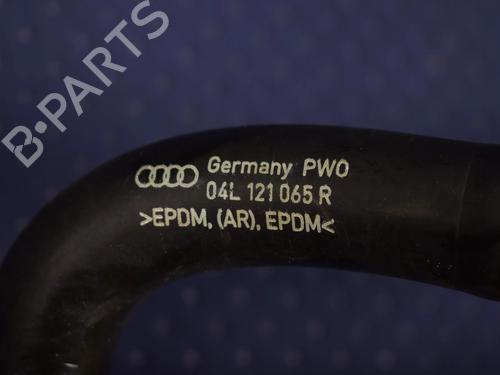 B·PARTS
Germany PWO
04L 121 065 R
>EPDM, (AR), EPDM<